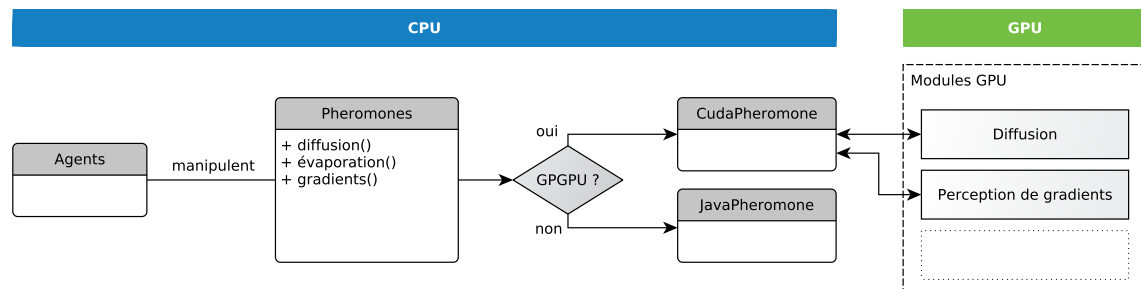 CPU
GPU
Modules GPU
Agents
manipulent
Pheromones
+ diffusion()
+ évaporation()
+ gradients()
GPGPU ?
oui
non
CudaPheromone
JavaPheromone
Diffusion
Perception de gradients